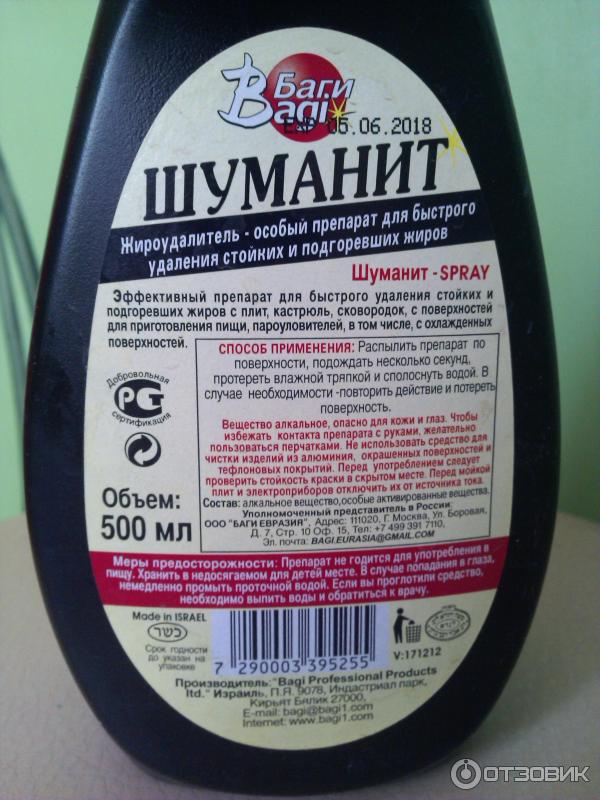 Баги
Bagi
END 05.06.2018
ШУМАНИТ
Жироудалитель - особый препарат для быстрого
удаления стойких и подгоревших жиров
Шуманит - SPRAY
Эффективный препарат для быстрого удаления стойких и
подгоревших жиров с плит, кастрюль, сковородок, с поверхностей
для приготовления пищи, пароуловителей, в том числе, с охлажденных
поверхностей.
СПОСОБ ПРИМЕНЕНИЯ: Распылить препарат по
поверхности, подождать несколько секунд,
протереть влажной тряпкой и сполоснуть водой. В
случае необходимости -повторить действие и потереть
поверхность.
Добровольная
РСТ
сертификация
Вещество алкальное, опасно для кожи и глаз. Чтобы
избежать контакта препарата с руками, желательно
пользоваться перчатками. Не использовать средство для
чистки изделий из алюминия, окрашенных поверхностей и
тефлоновых покрытий. Перед употреблением следует
проверить стойкость краски в скрытом месте. Перед мойкой
плит и электроприборов отключить их от источника тока.
Объем:
500 мл
Состав: алкальное вещество,особые активированные вещества.
Уполномоченный представитель в России:
ООО "БАГИ ЕВРАЗИЯ", Адрес: 111020, Г. Москва, Ул. Боровая,
Д. 7, Стр. 10 Оф. 15, Тел: +7 499 391 7110,
Эл. почта: BAGI.EURASIA@GMAIL.COM
Меры предосторожности: Препарат не годится для употребления в
пищу. Хранить в недосягаемом для детей месте. В случае попадания в глаза,
немедленно промыть проточной водой. Если вы проглотили средство,
необходимо выпить воды и обратиться к врачу.
Made in ISRAEL
כשר
Срок годности
до указан на
упаковке
7 290003 395255
V:171212
Производитель: "Bagi Professional Products
ltd." Израиль, П.Я. 9078, Индастриал парк,
Кирьят Бялик 27000,
E-mail: bagi@bagi1.com
Internet: www.bagi1.com
ОТЗОВИК